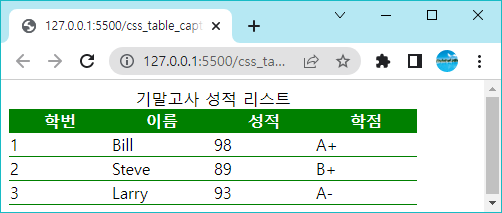 127.0.0.1:5500/css_table_capt
127.0.0.1:5500/css_ta...
기말고사 성적 리스트
학번 이름 성적 학점
1 Bill 98 A+
2 Steve 89 B+
3 Larry 93 A-